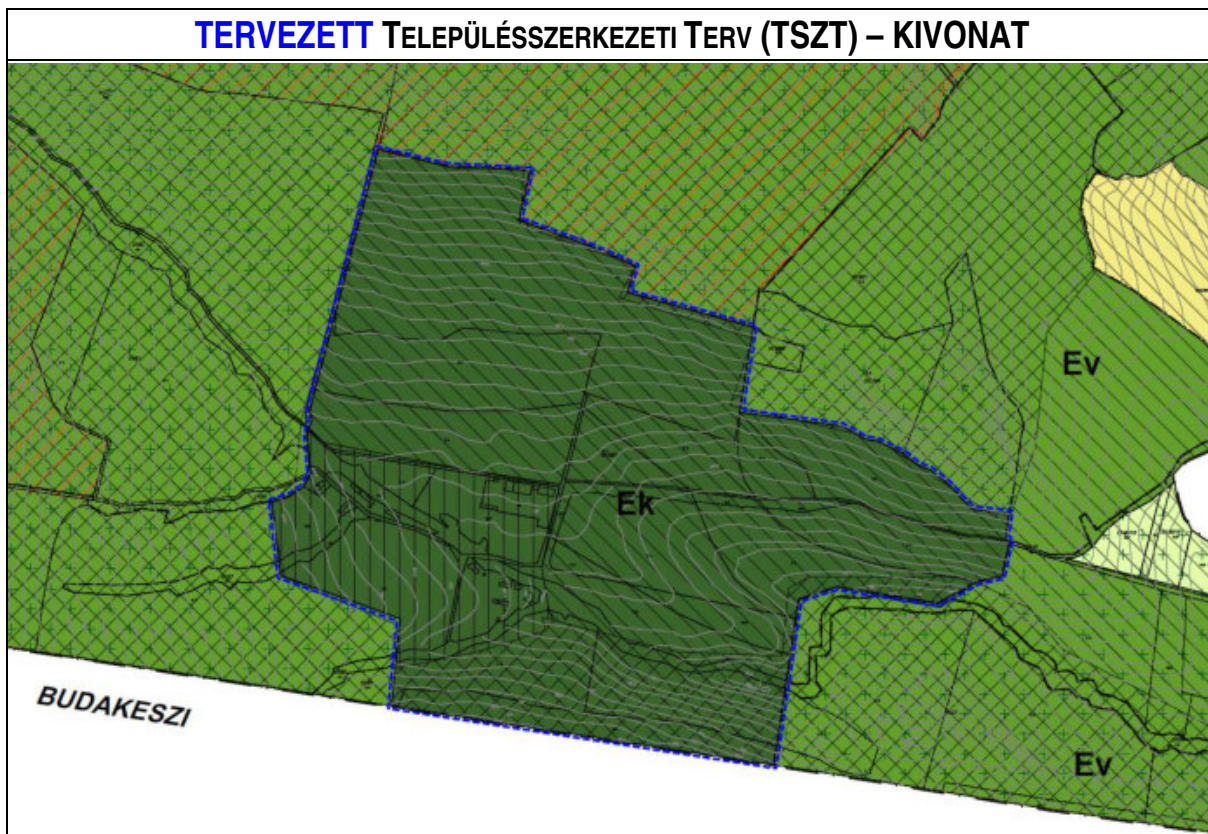 TERVEZETT TELEPÜLÉSSZERKEZETI TERV (TSZT) – KIVONAT
Ev
Ek
BUDAKESZI
Ev